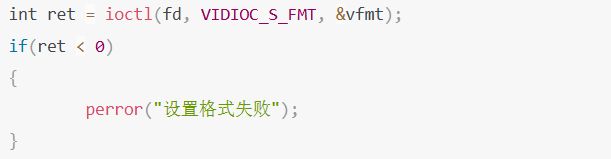 int ret = ioctl(fd, VIDIOC_S_FMT, &vfmt);
if(ret < 0)
{
        perror("设置格式失败");
}